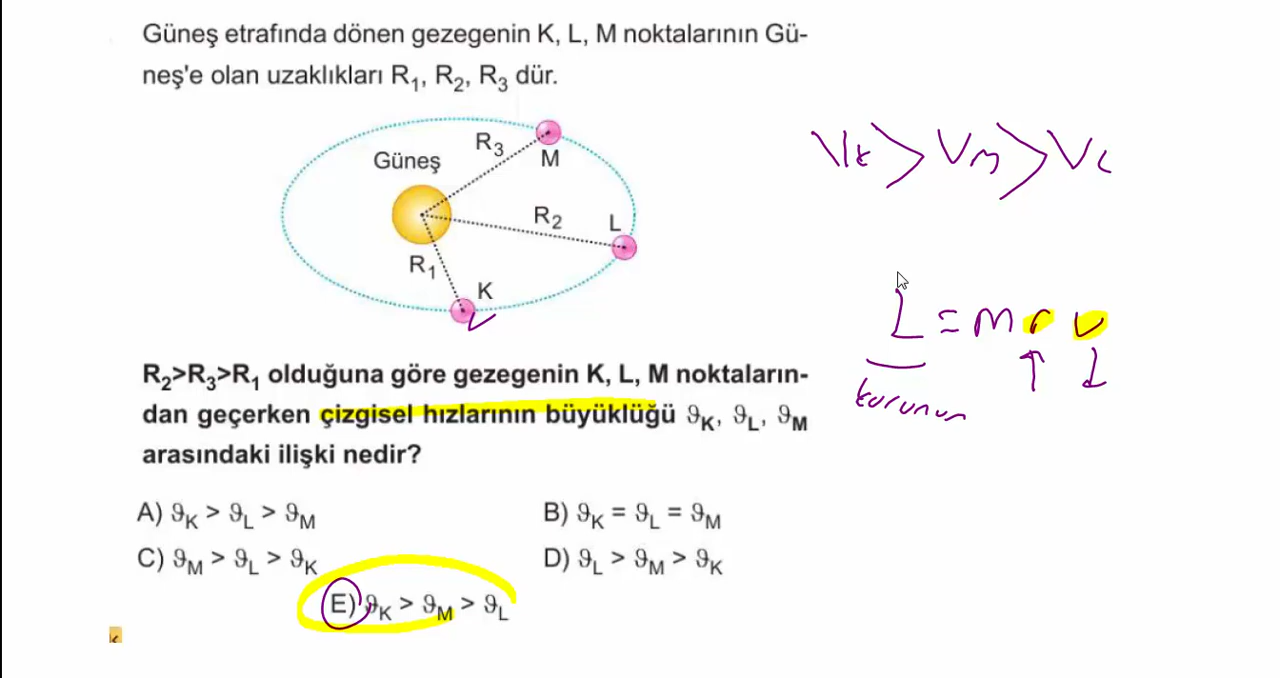 Güneş etrafında dönen gezegenin K, L, M noktalarının Gü-
neş'e olan uzaklıkları R₁, R₂, R₃ dür.
R₃
M
Güneş
R₂
L
R₁
K
R₂>R₃>R₁ olduğuna göre gezegenin K, L, M noktaların-
dan geçerken çizgisel hızlarının büyüklüğü ϑK, ϑL, ϑM
arasındaki ilişki nedir?
A) ϑK > ϑL > ϑM
B) ϑK = ϑL = ϑM
C) ϑM > ϑL > ϑK
D) ϑL > ϑM > ϑK
E) ϑK > ϑM > ϑL
VK > VM > VL
L = m r v
korunur